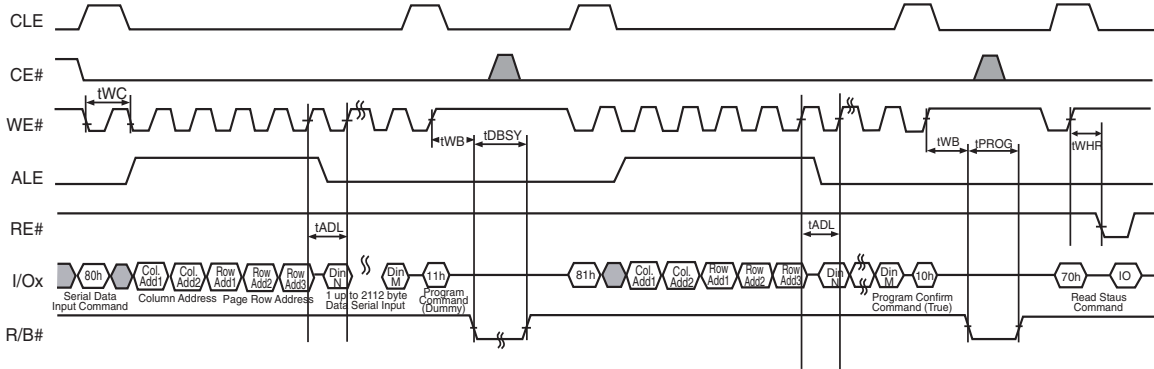 CLE
CE#
tWC
WE#
tWB
tDBSY
tWB
tPROG
tWHR
ALE
RE#
tADL
tADL
I/Ox
80h
Col. Add1
Col. Add2
Row Add1
Row Add2
Row Add3
Din N
Din M
11h
81h
Col. Add1
Col. Add2
Row Add1
Row Add2
Row Add3
Din N
Din M
10h
70h
IO
Serial Data
Input Command
Column Address
Page Row Address
1 up to 2112 byte
Data Serial Input
Program
Command
(Dummy)
Program Confirm
Command (True)
Read Staus
Command
R/B#